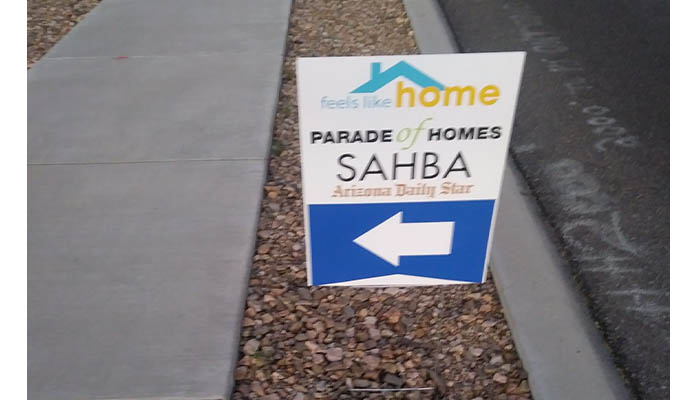 feels like home
PARADE of HOMES
SAHBA
Arizona Daily Star